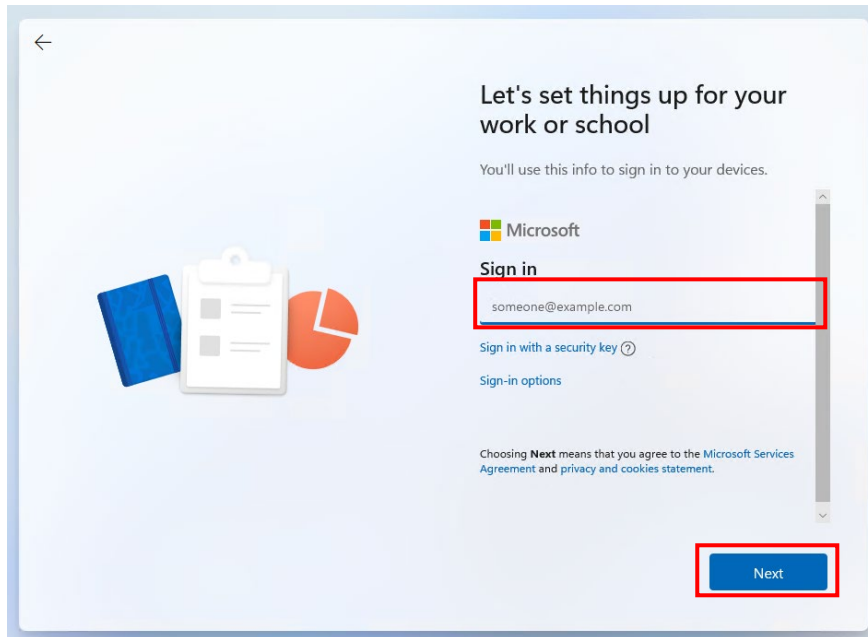 Let's set things up for your
work or school
You'll use this info to sign in to your devices.
Microsoft
Sign in
someone@example.com
Sign in with a security key
Sign-in options
Choosing Next means that you agree to the Microsoft Services
Agreement and privacy and cookies statement.
Next